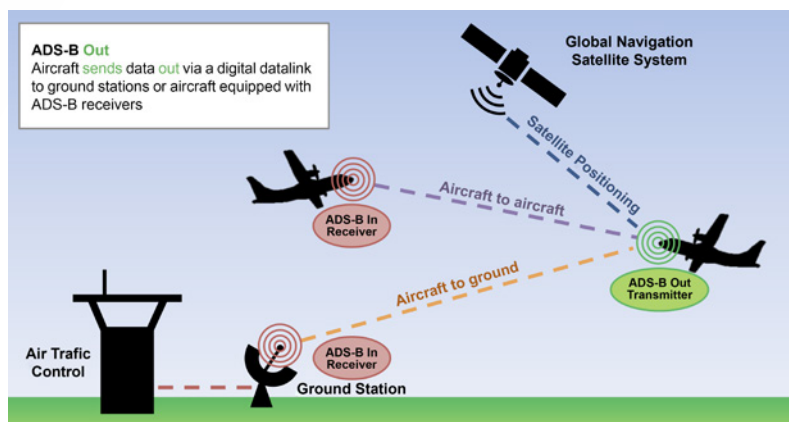 ADS-B Out
Aircraft sends data out via a digital datalink
to ground stations or aircraft equipped with
ADS-B receivers
Global Navigation
Satellite System
Satellite Positioning
Aircraft to aircraft
ADS-B In
Receiver
ADS-B Out
Transmitter
Aircraft to ground
Air Trafic
Control
ADS-B In
Receiver
Ground Station